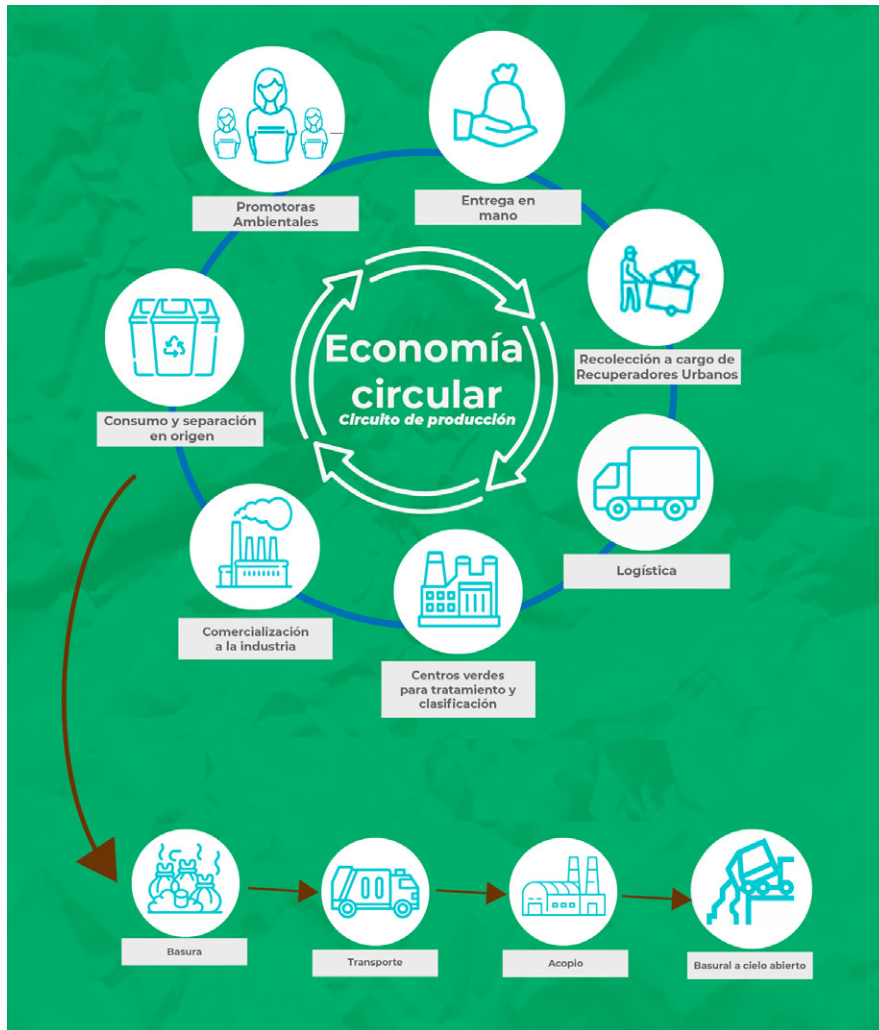 Promotoras
Ambientales
Entrega en
mano
Recolección a cargo de
Recuperadores Urbanos
Economía
circular
Circuito de producción
Consumo y separación
en origen
Logística
Comercialización
a la industria
Centros verdes
para tratamiento y
clasificación
Basura
Transporte
Acopio
Basural a cielo abierto